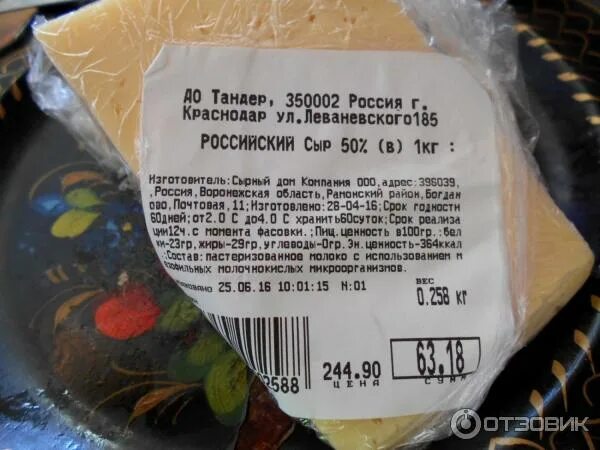 ДО Тандер, 350002 Россия г.
Краснодар ул.Леваневского185
РОССИЙСКИЙ Сыр 50% (в) 1кг :
Изготовитель:Сырный дом Компания ООО,адрес:396039,
,Россия,Воронежская область,Рамонский район,Богдан
ово,Почтовая,11;Изготовлено:28-04-16;Срок годности
60дней;от2.0 С до4.0 С хранить60суток;Срок реализа
ции12ч.с момента фасовки.;Пищ.ценность в100гр.:бел
ки-23гр,жиры-29гр,углеводы-0гр.Эн.ценность-364ккал
.;Состав:пастеризованное молоко с использованием м
езофильных молочнокислых микроорганизмов.
25.06.16 10:01:15 N:01
ВЕС
0.258 кг
2588
244.90
ЦЕНА
63.18
СУММА
ОТЗОВИК